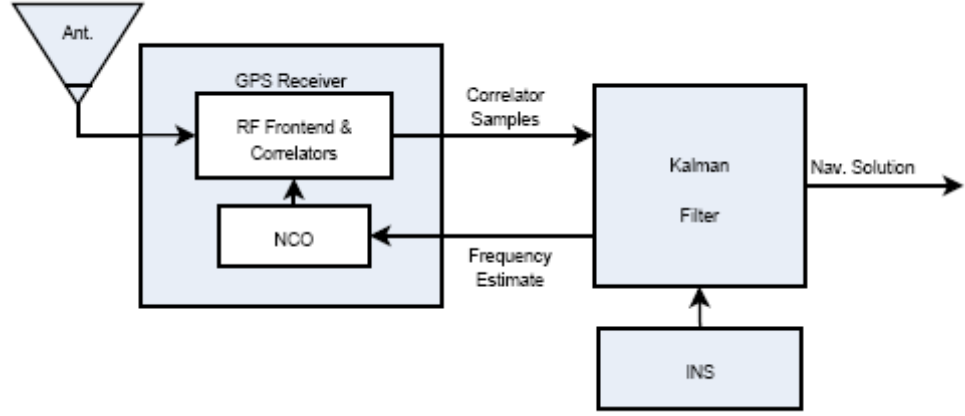 Ant.
GPS Receiver
RF Frontend &
Correlators
NCO
Correlator
Samples
Frequency
Estimate
Kalman
Filter
Nav. Solution
INS